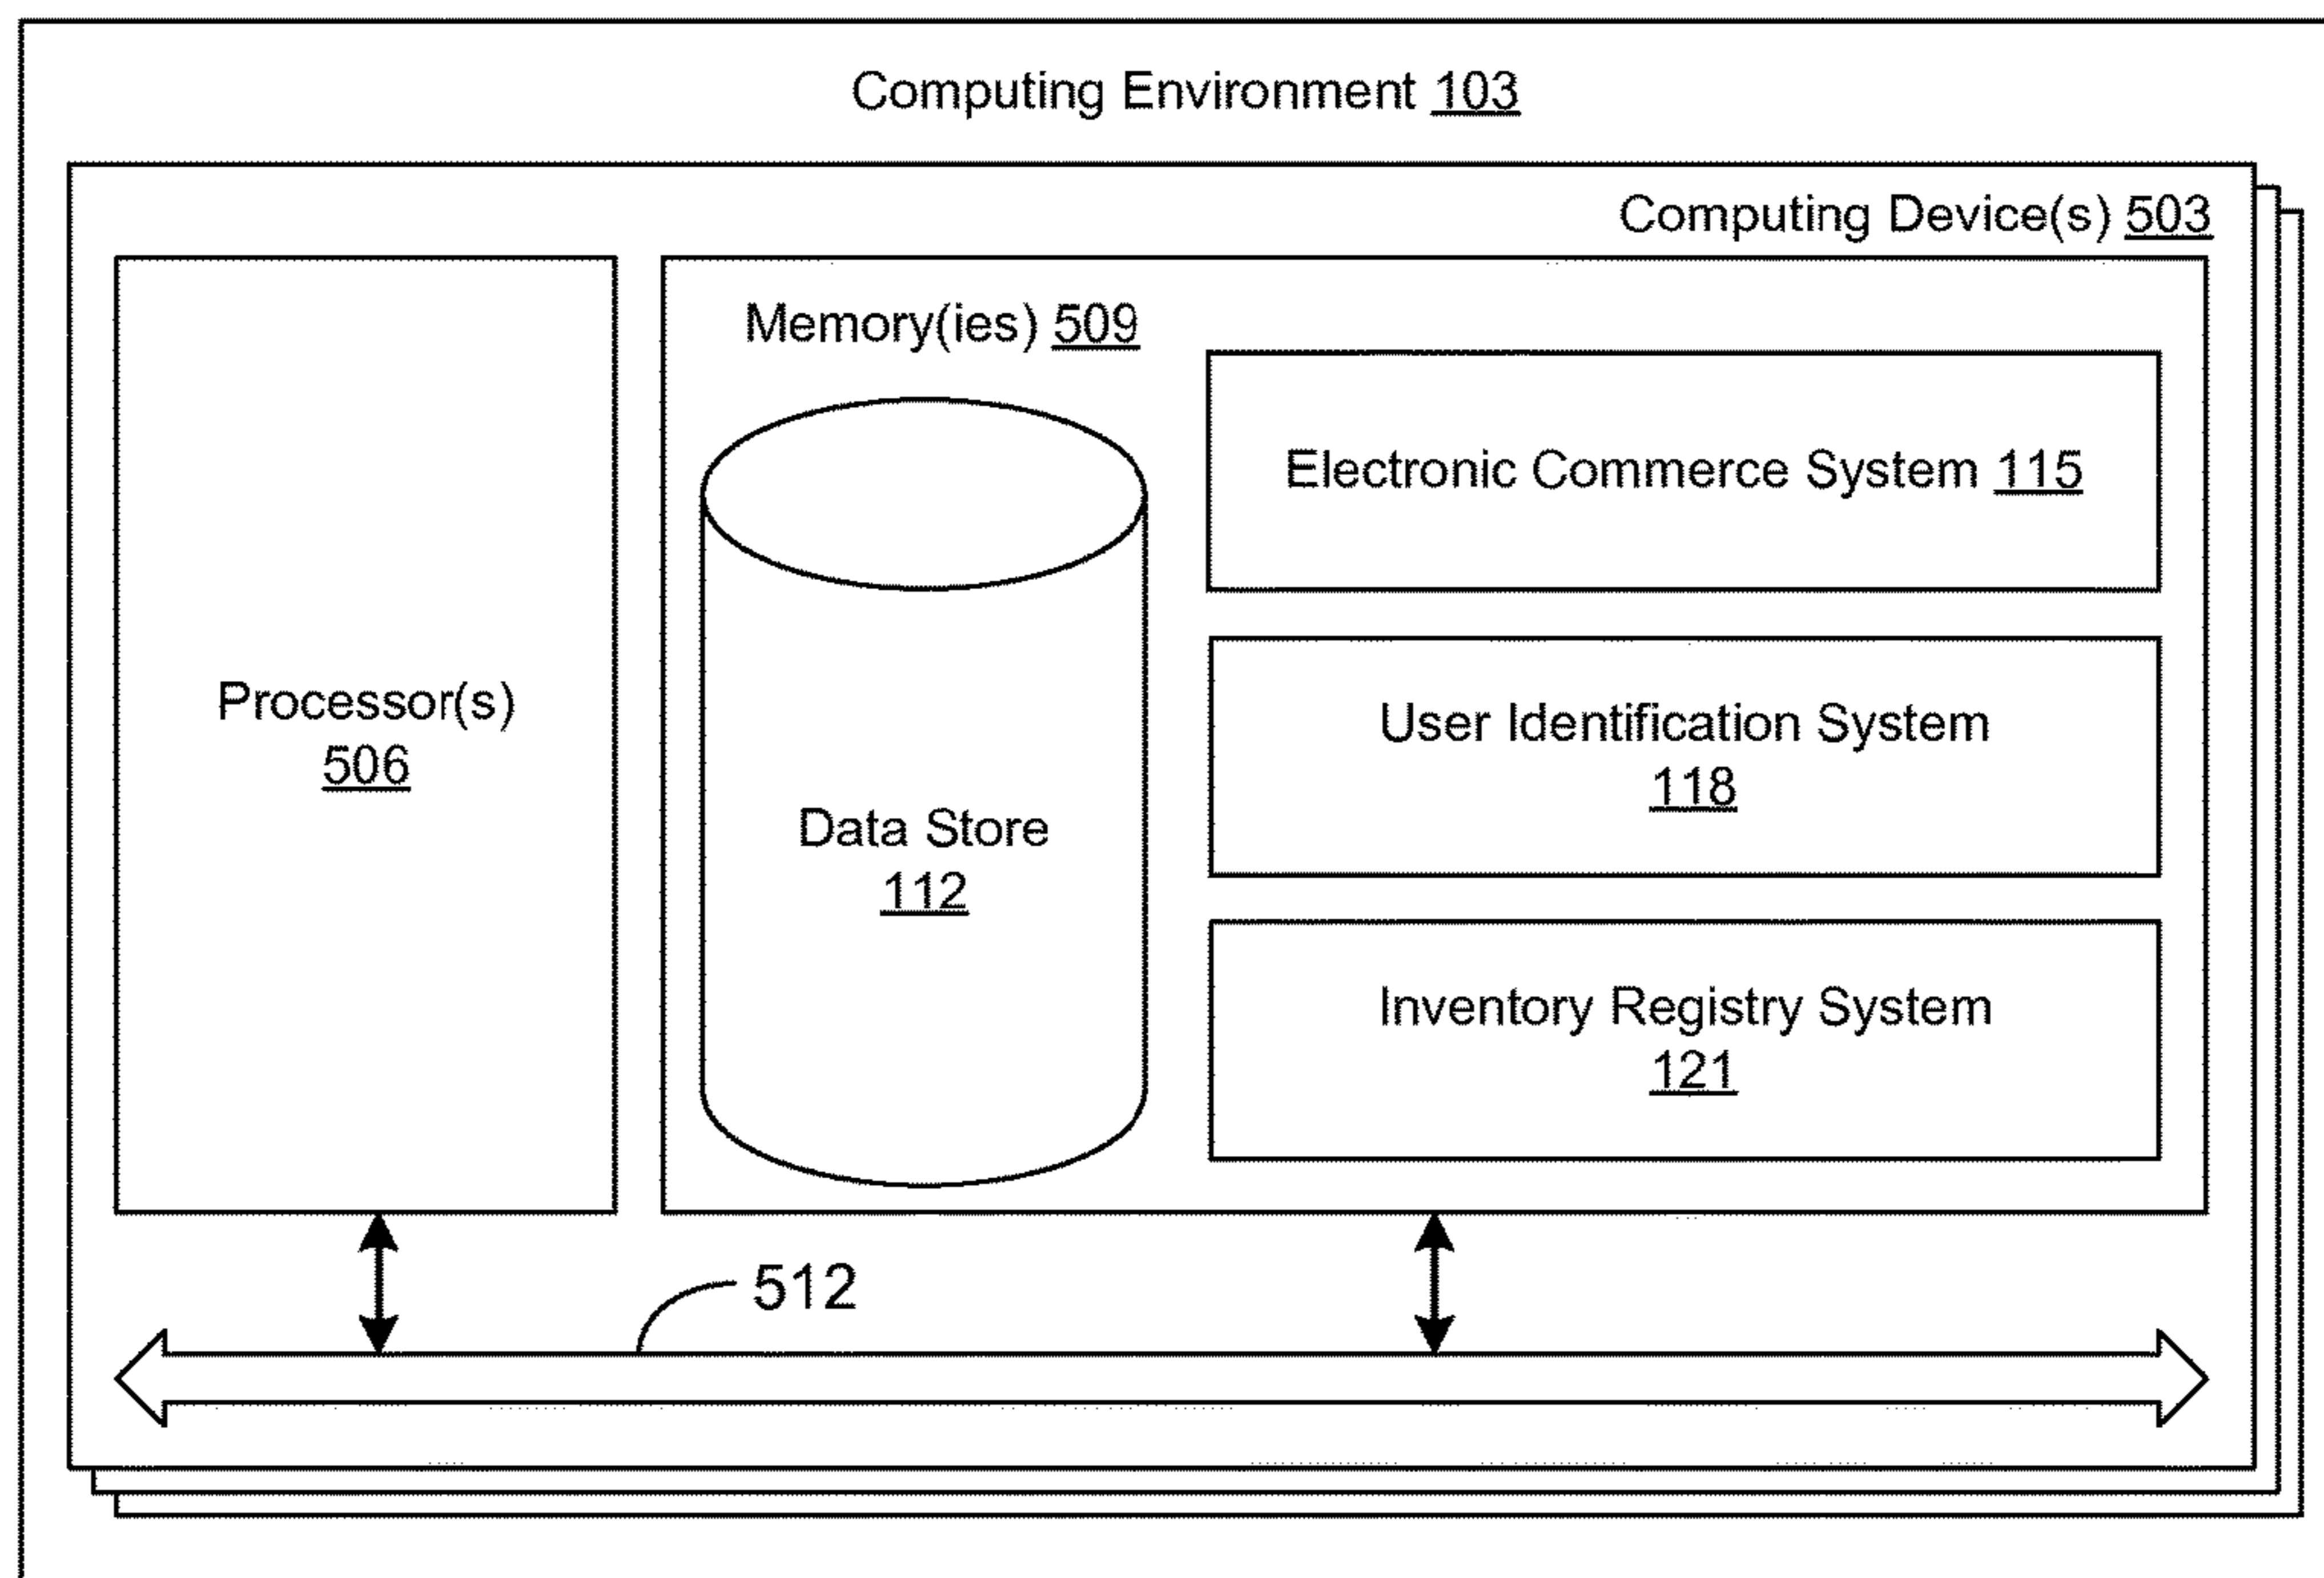 Computing Environment 103
Computing Device(s) 503
Memory(ies) 509
Electronic Commerce System 115
Processor(s)
506
User Identification System
118
Data Store
112
Inventory Registry System
121
512